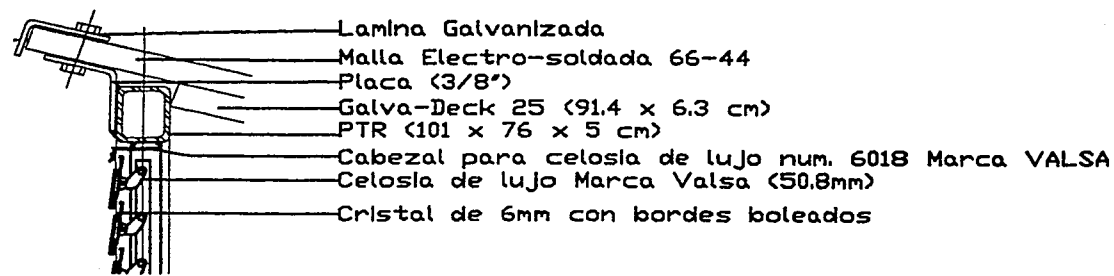 Lamina Galvanizada
Malla Electro-soldada 66-44
Placa (3/8")
Galva-Deck 25 (91.4 x 6.3 cm)
PTR (101 x 76 x 5 cm)
Cabezal para celosia de lujo num. 6018 Marca VALSA
Celosia de lujo Marca Valsa (50.8mm)
Cristal de 6mm con bordes boleados